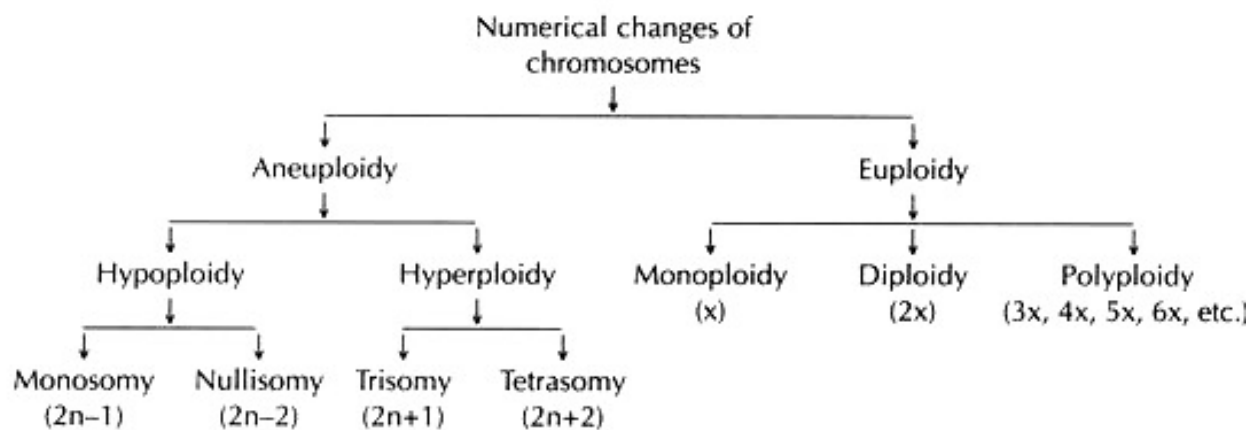 Numerical changes of
chromosomes
Aneuploidy
Euploidy
Hypoploidy
Hyperploidy
Monoploidy
(x)
Diploidy
(2x)
Polyploidy
(3x, 4x, 5x, 6x, etc.)
Monosomy
(2n–1)
Nullisomy
(2n–2)
Trisomy
(2n+1)
Tetrasomy
(2n+2)